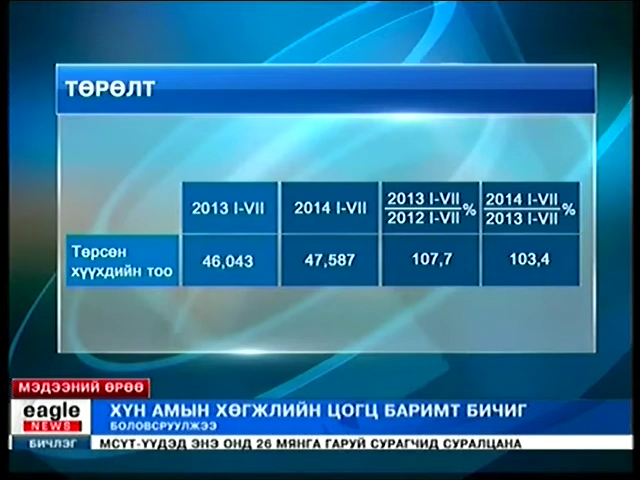 ТӨРӨЛТ
2013 I-VII 2014 I-VII 2013 I-VII / 2012 I-VII % 2014 I-VII / 2013 I-VII %
Төрсөн хүүхдийн тоо 46,043 47,587 107,7 103,4
МЭДЭЭНИЙ ӨРӨӨ
eagle NEWS
ХҮН АМЫН ХӨГЖЛИЙН ЦОГЦ БАРИМТ БИЧИГ
БОЛОВСРУУЛЖЭЭ
БИЧЛЭГ МСҮТ-ҮҮДЭД ЭНЭ ОНД 26 МЯНГА ГАРУЙ СУРАГЧИД СУРАЛЦАНА